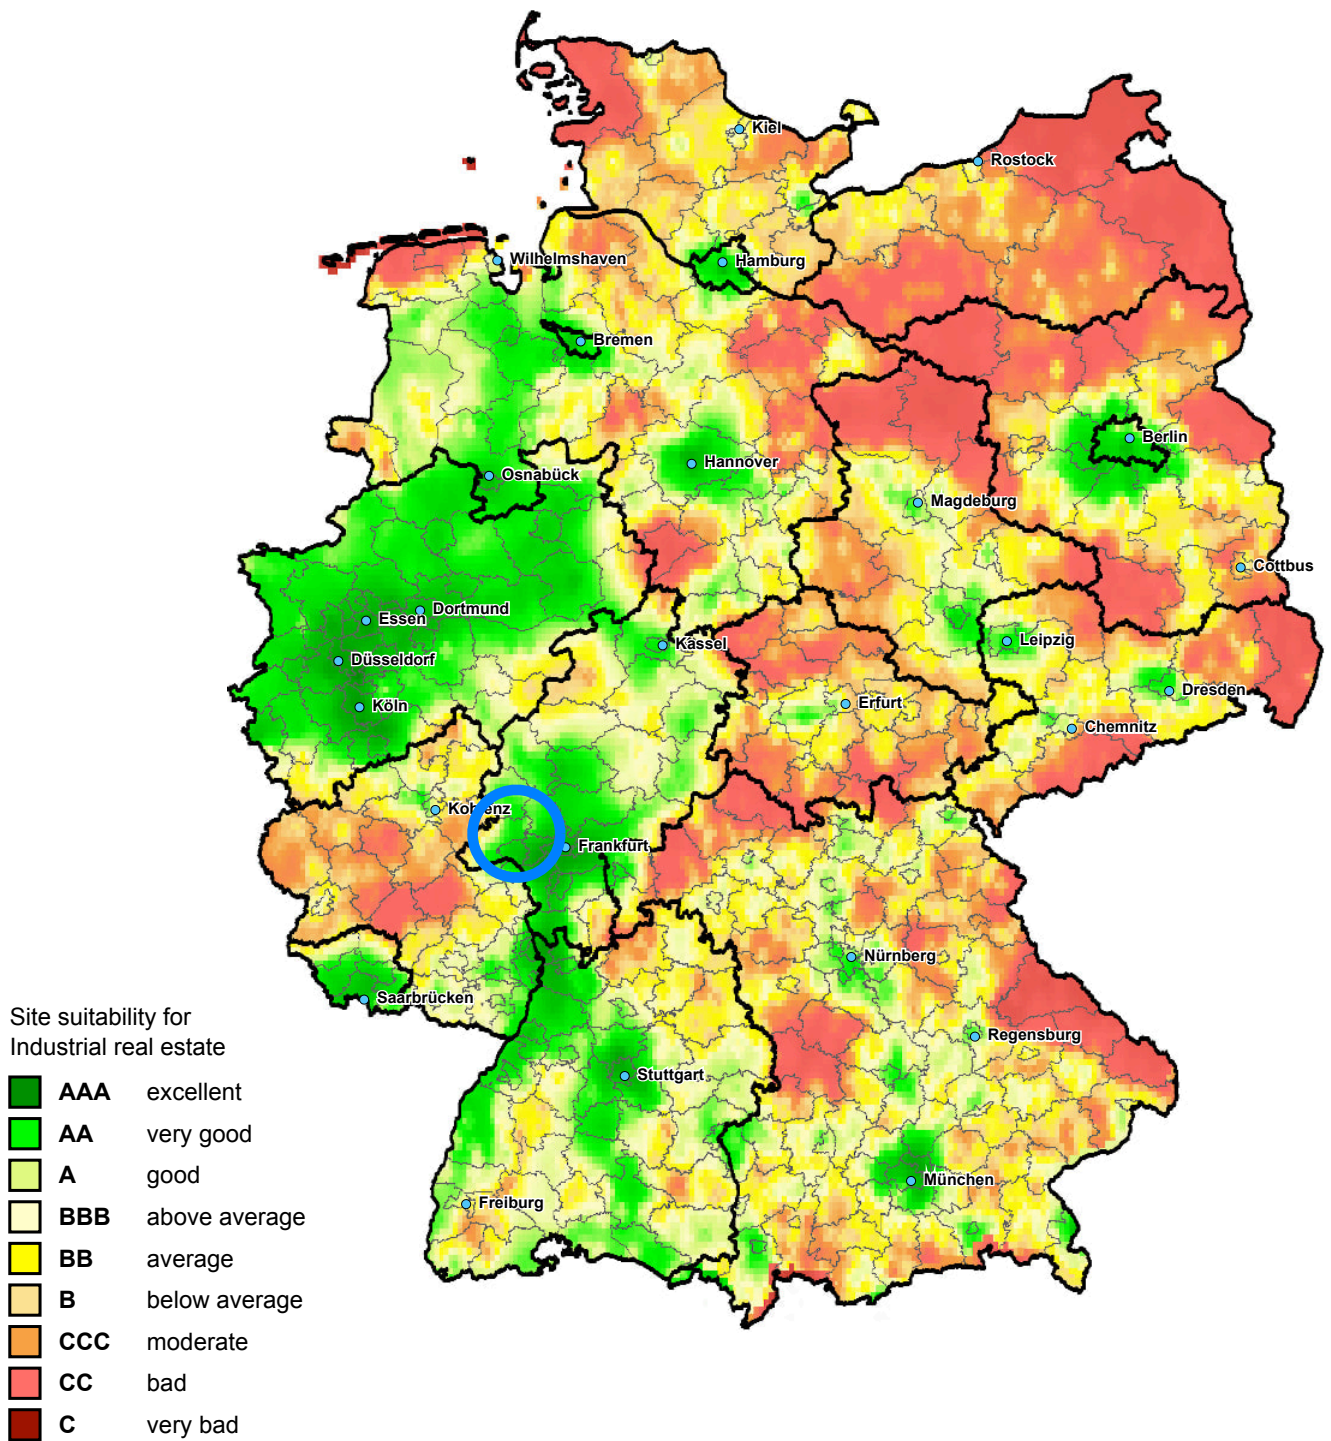 Kiel
Rostock
Wilhelmshaven
Hamburg
Bremen
Berlin
Hannover
Osnabück
Magdeburg
Cottbus
Dortmund
Essen
Leipzig
Kassel
Düsseldorf
Dresden
Köln
Erfurt
Chemnitz
Koblenz
Frankfurt
Nürnberg
Saarbrücken
Regensburg
Stuttgart
München
Freiburg
Site suitability for
Industrial real estate
AAA excellent
AA very good
A good
BBB above average
BB average
B below average
CCC moderate
CC bad
C very bad